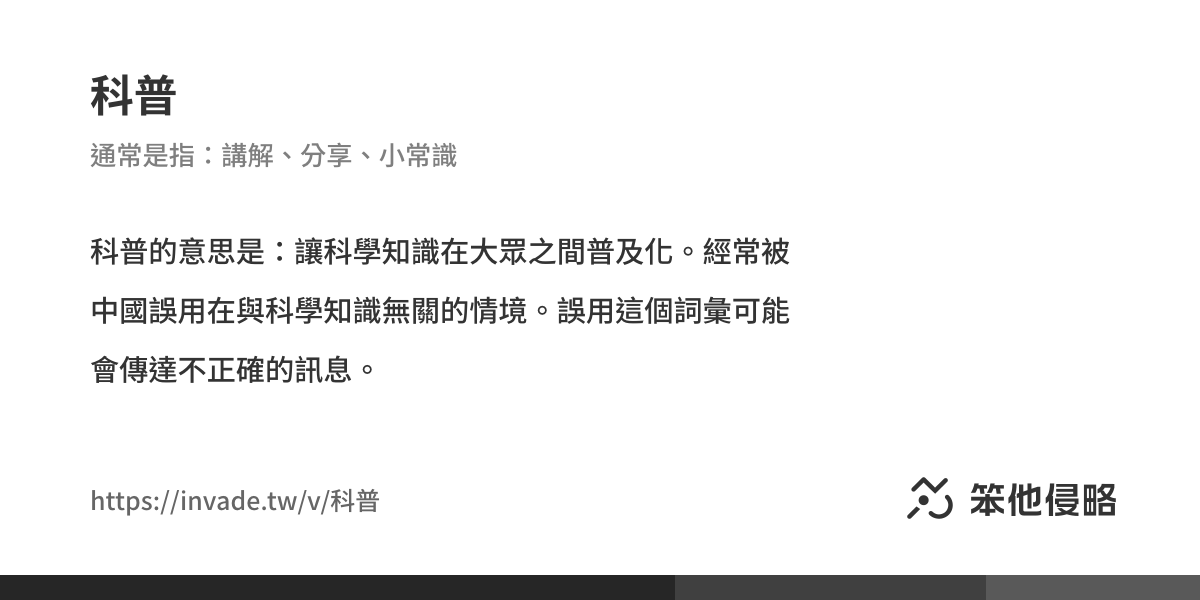 科普
通常是指：講解、分享、小常識
科普的意思是：讓科學知識在大眾之間普及化。經常被
中國誤用在與科學知識無關的情境。誤用這個詞彙可能
會傳達不正確的訊息。
https://invade.tw/v/科普
笨他侵略